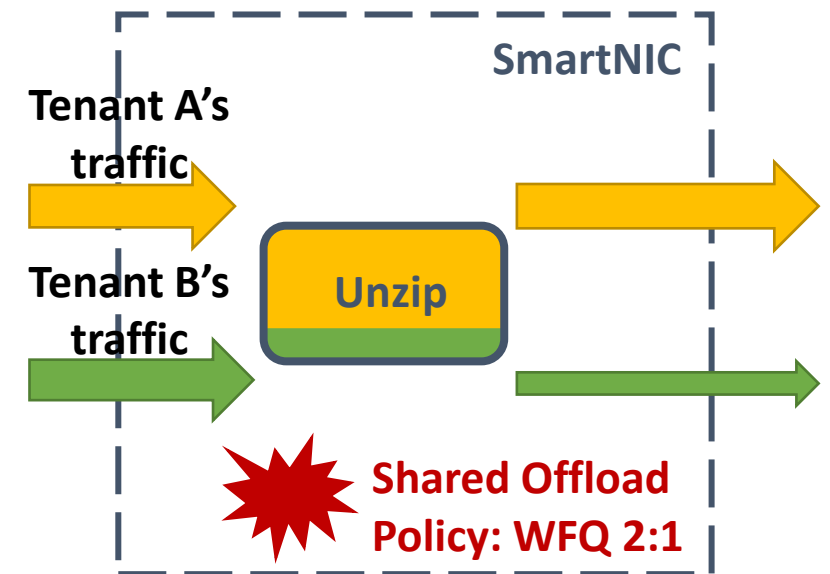 SmartNIC
Tenant A’s
traffic
Tenant B’s
traffic
Unzip
Shared Offload
Policy: WFQ 2:1